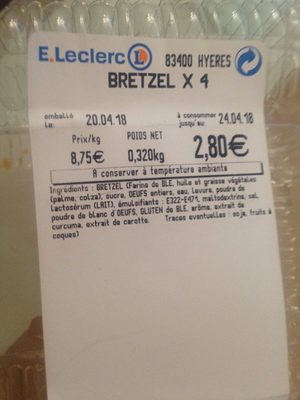 E.Leclerc L 83400 HYERES
BRETZEL X 4
emballé le: 20.04.18 à consommer jusqu'au: 24.04.18
Prix/kg POIDS NET
8,75€ 0,320kg 2,80€
A conserver à température ambiante
Ingrédients : BRETZEL (Farine de BLE, huile et graisse végétales
(palme, colza), sucre, OEUFS entiers, eau, levure, poudre de
Lactosérum (LAIT), émulsifiants : E322-E471, maltodextrine, sel,
poudre de blanc d'OEUFS, GLUTEN de BLE, arôme, extrait de
curcuma, extrait de carotte. Traces eventuelles : soja, fruits à
coques)